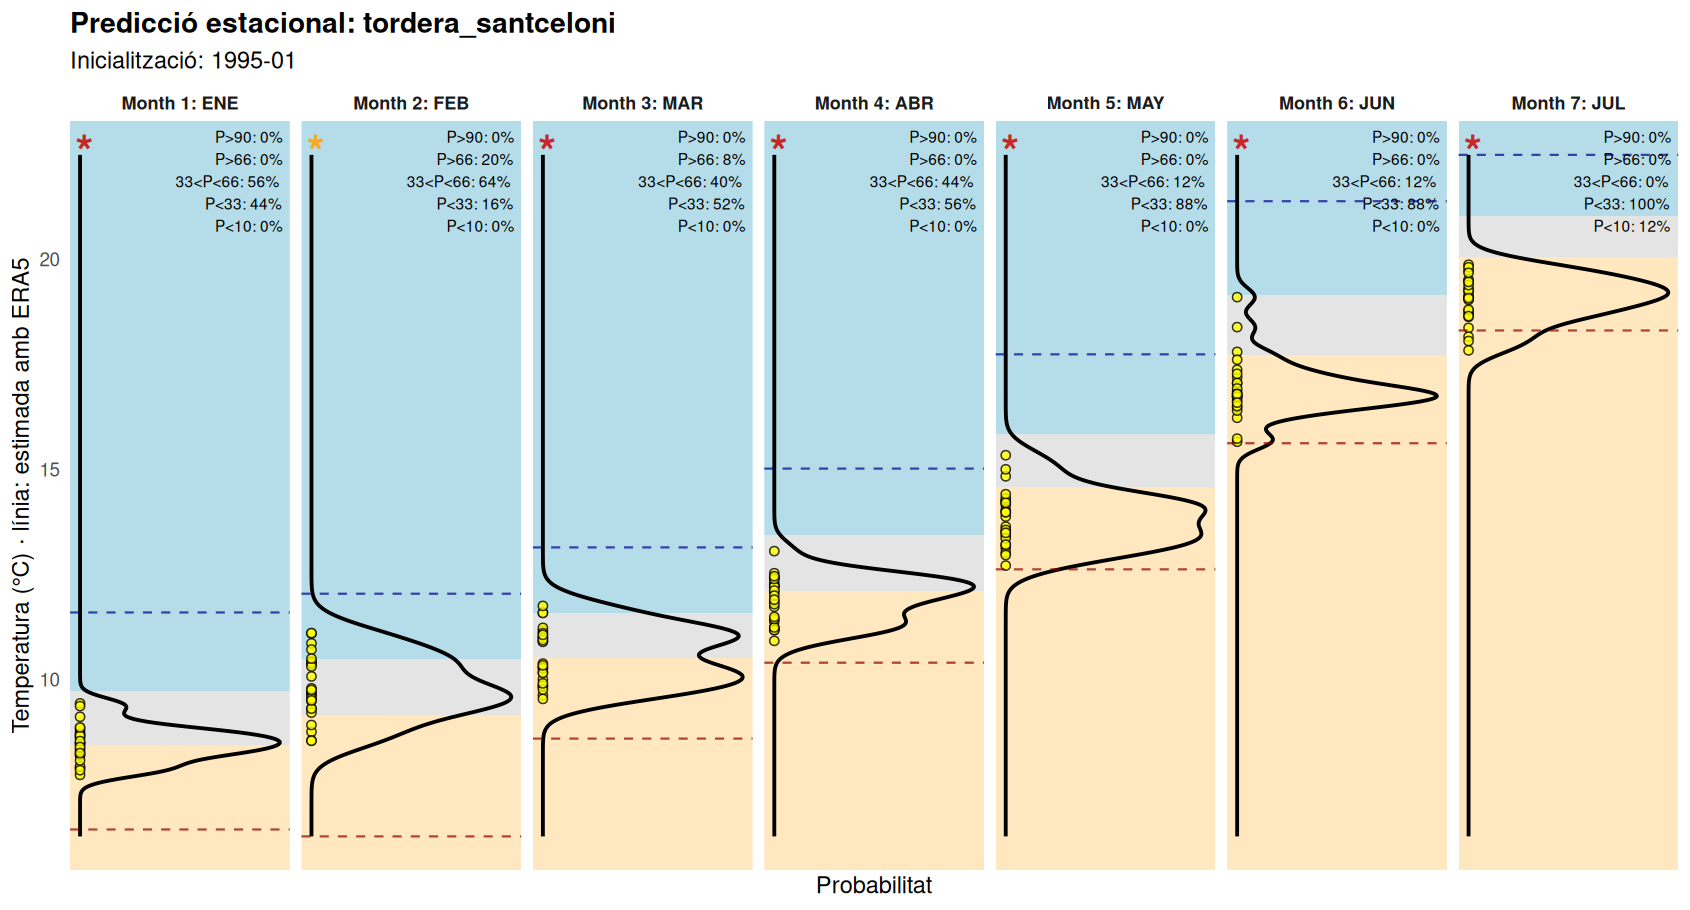 Predicció estacional: tordera_santceloni
Inicialització: 1995-01
Month 1: ENE
Month 2: FEB
Month 3: MAR
Month 4: ABR
Month 5: MAY
Month 6: JUN
Month 7: JUL
*
P>90: 0%
P>66: 0%
33<P<66: 56%
P<33: 44%
P<10: 0%
*
P>90: 0%
P>66: 20%
33<P<66: 64%
P<33: 16%
P<10: 0%
*
P>90: 0%
P>66: 8%
33<P<66: 40%
P<33: 52%
P<10: 0%
*
P>90: 0%
P>66: 0%
33<P<66: 44%
P<33: 56%
P<10: 0%
*
P>90: 0%
P>66: 0%
33<P<66: 12%
P<33: 88%
P<10: 0%
*
P>90: 0%
P>66: 0%
33<P<66: 12%
P<33: 88%
P<10: 0%
*
P>90: 0%
P>66: 0%
33<P<66: 0%
P<33: 100%
P<10: 12%
20
15
10
Temperatura (°C) · línia: estimada amb ERA5
Probabilitat